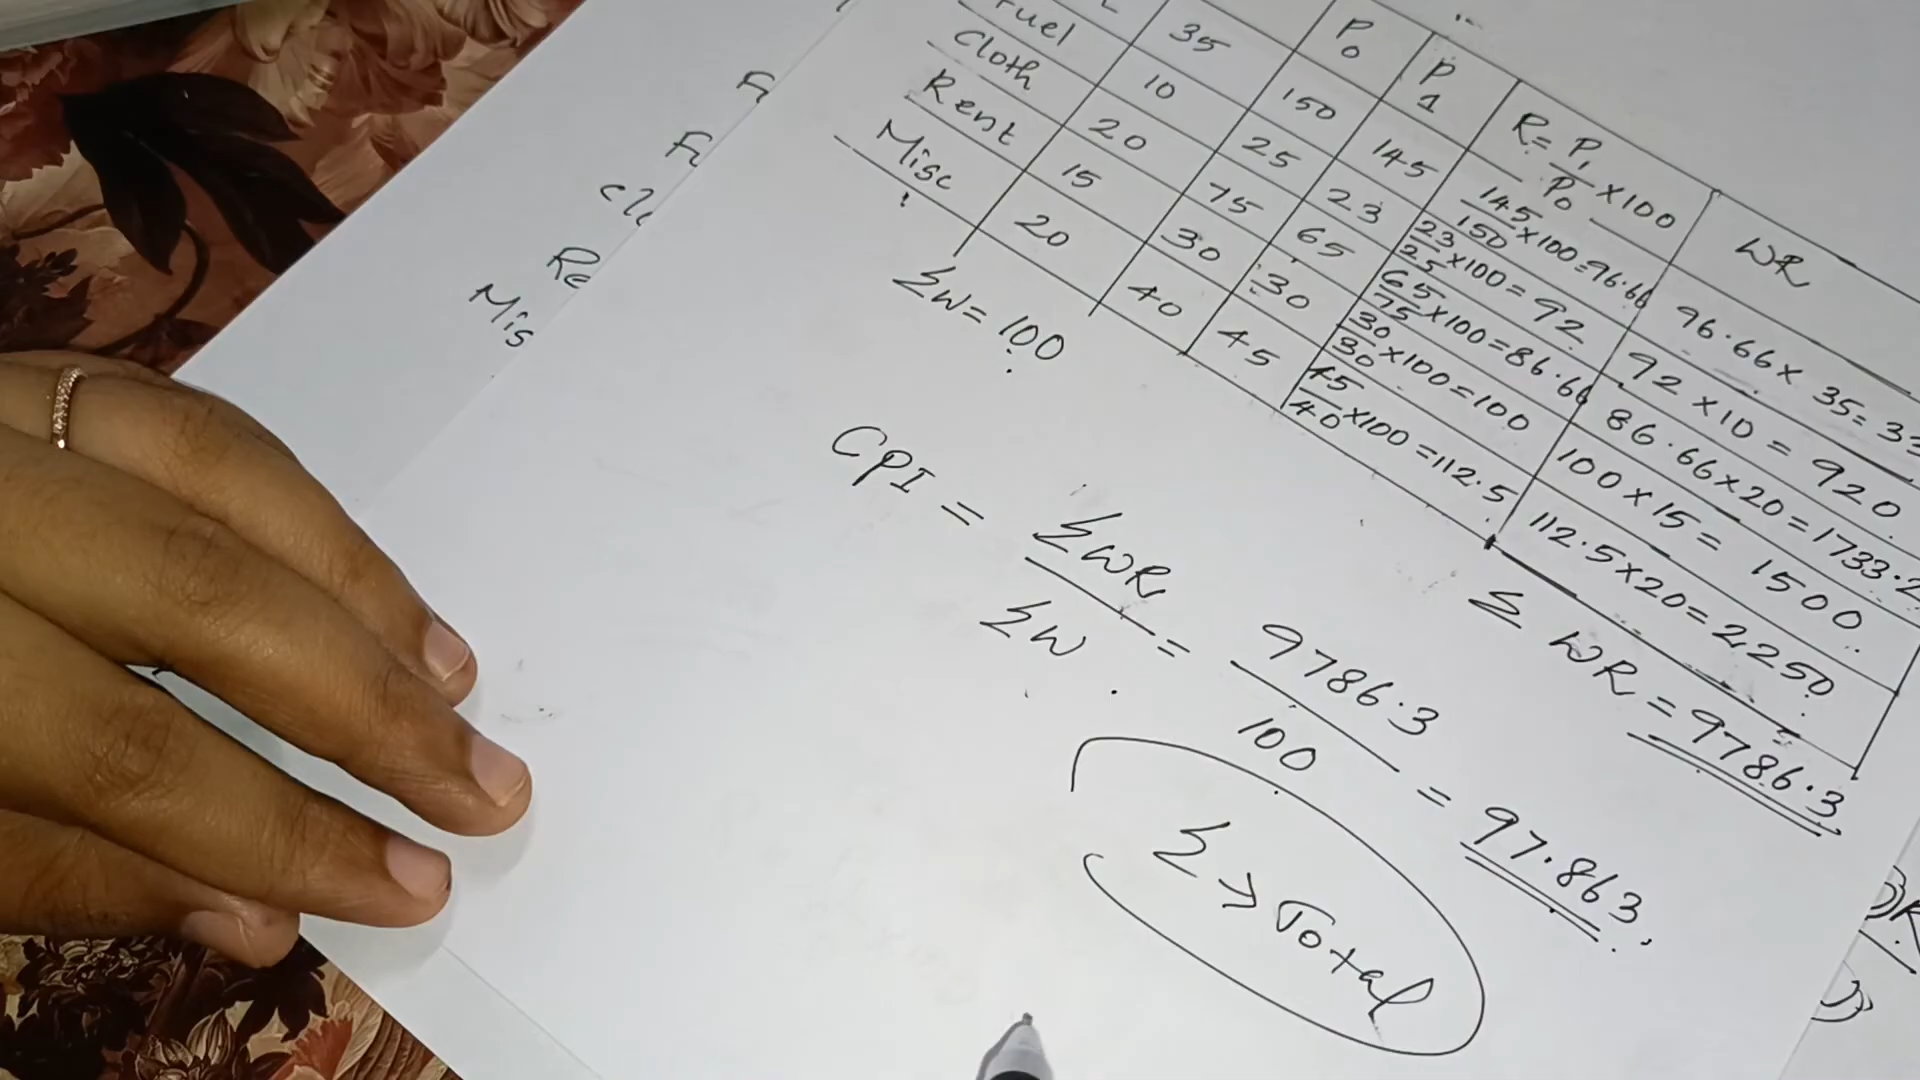 P0 P1 R= P1/P0 ×100 WR
35 150 145 145/150 ×100=96.66 96.66× 35= 33
Fuel 10 25 23 23/25 ×100 = 92 92 ×10 = 920
Cloth 20 75 65 65/75 ×100=86.66 86.66×20=1733.2
Rent 15 30 30 30/30 ×100=100 100 ×15= 1500
Misc 20 40 45 45/40 ×100=112.5 112.5×20=2250
ΣW= 100
Σ WR = 9786.3
CPI = ΣWR/ΣW = 9786.3/100 = 97.863
Σ > Total
Re
Mis